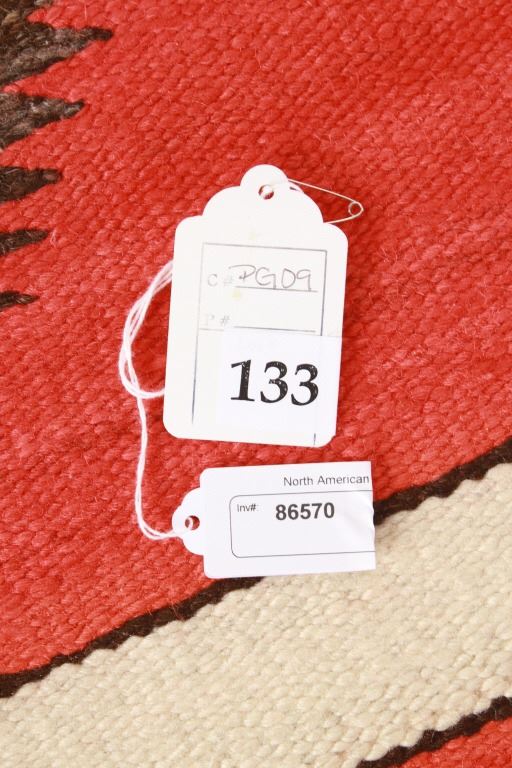 C# PG09
P#
133
North American
Inv#: 86570